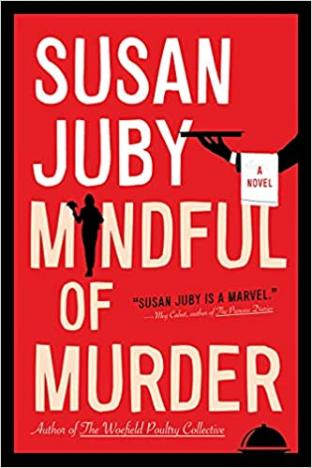 SUSAN
JUBY
A
NOVEL
MINDFUL
OF
"SUSAN JUBY IS A MARVEL."
—Meg Cabot, author of The Princess Diaries
MURDER
Author of The Woefield Poultry Collective